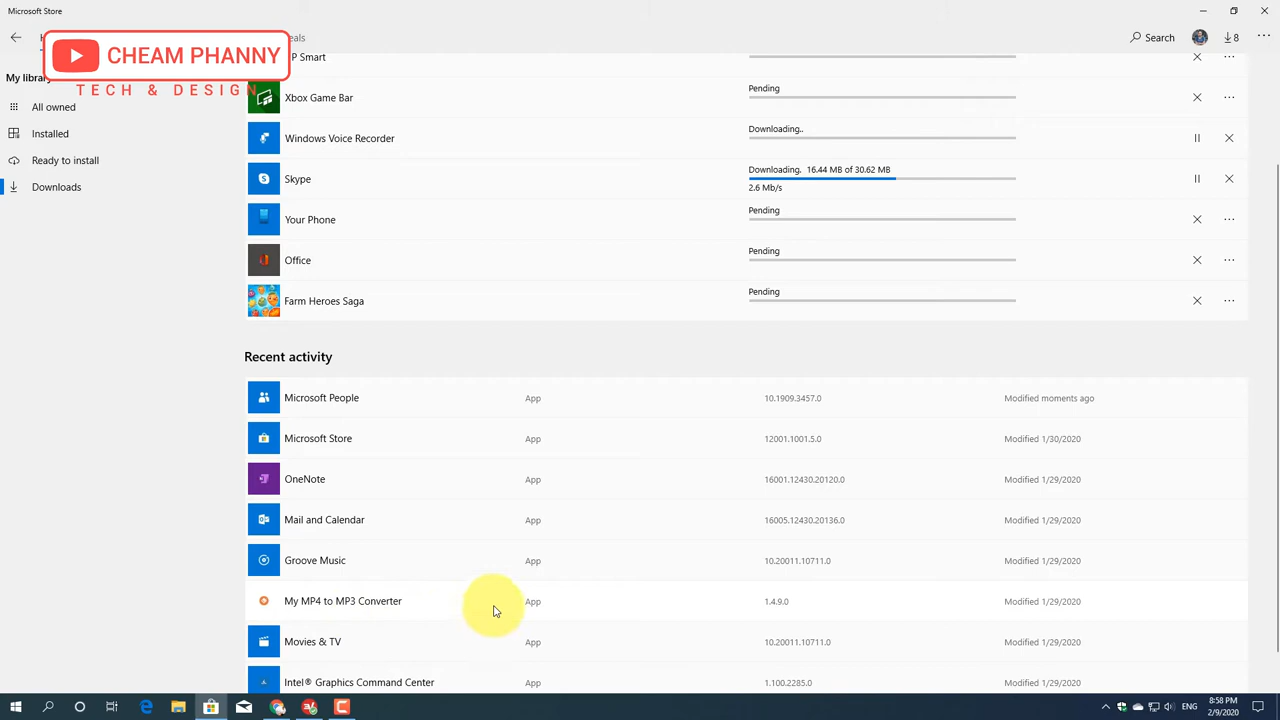 Microsoft Store
eals
Search
8
CHEAM PHANNY
TECH & DESIGN
My library
All owned
Installed
Ready to install
Downloads
P Smart
Xbox Game Bar Pending
Windows Voice Recorder Downloading..
Skype Downloading. 16.44 MB of 30.62 MB
2.6 Mb/s
Your Phone Pending
Office Pending
Farm Heroes Saga Pending
Recent activity
Microsoft People App 10.1909.3457.0 Modified moments ago
Microsoft Store App 12001.1001.5.0 Modified 1/30/2020
OneNote App 16001.12430.20120.0 Modified 1/29/2020
Mail and Calendar App 16005.12430.20136.0 Modified 1/29/2020
Groove Music App 10.20011.10711.0 Modified 1/29/2020
My MP4 to MP3 Converter App 1.4.9.0 Modified 1/29/2020
Movies & TV App 10.20011.10711.0 Modified 1/29/2020
Intel® Graphics Command Center App 1.100.2285.0 Modified 1/29/2020
ENG
8:58 PM
2/9/2020